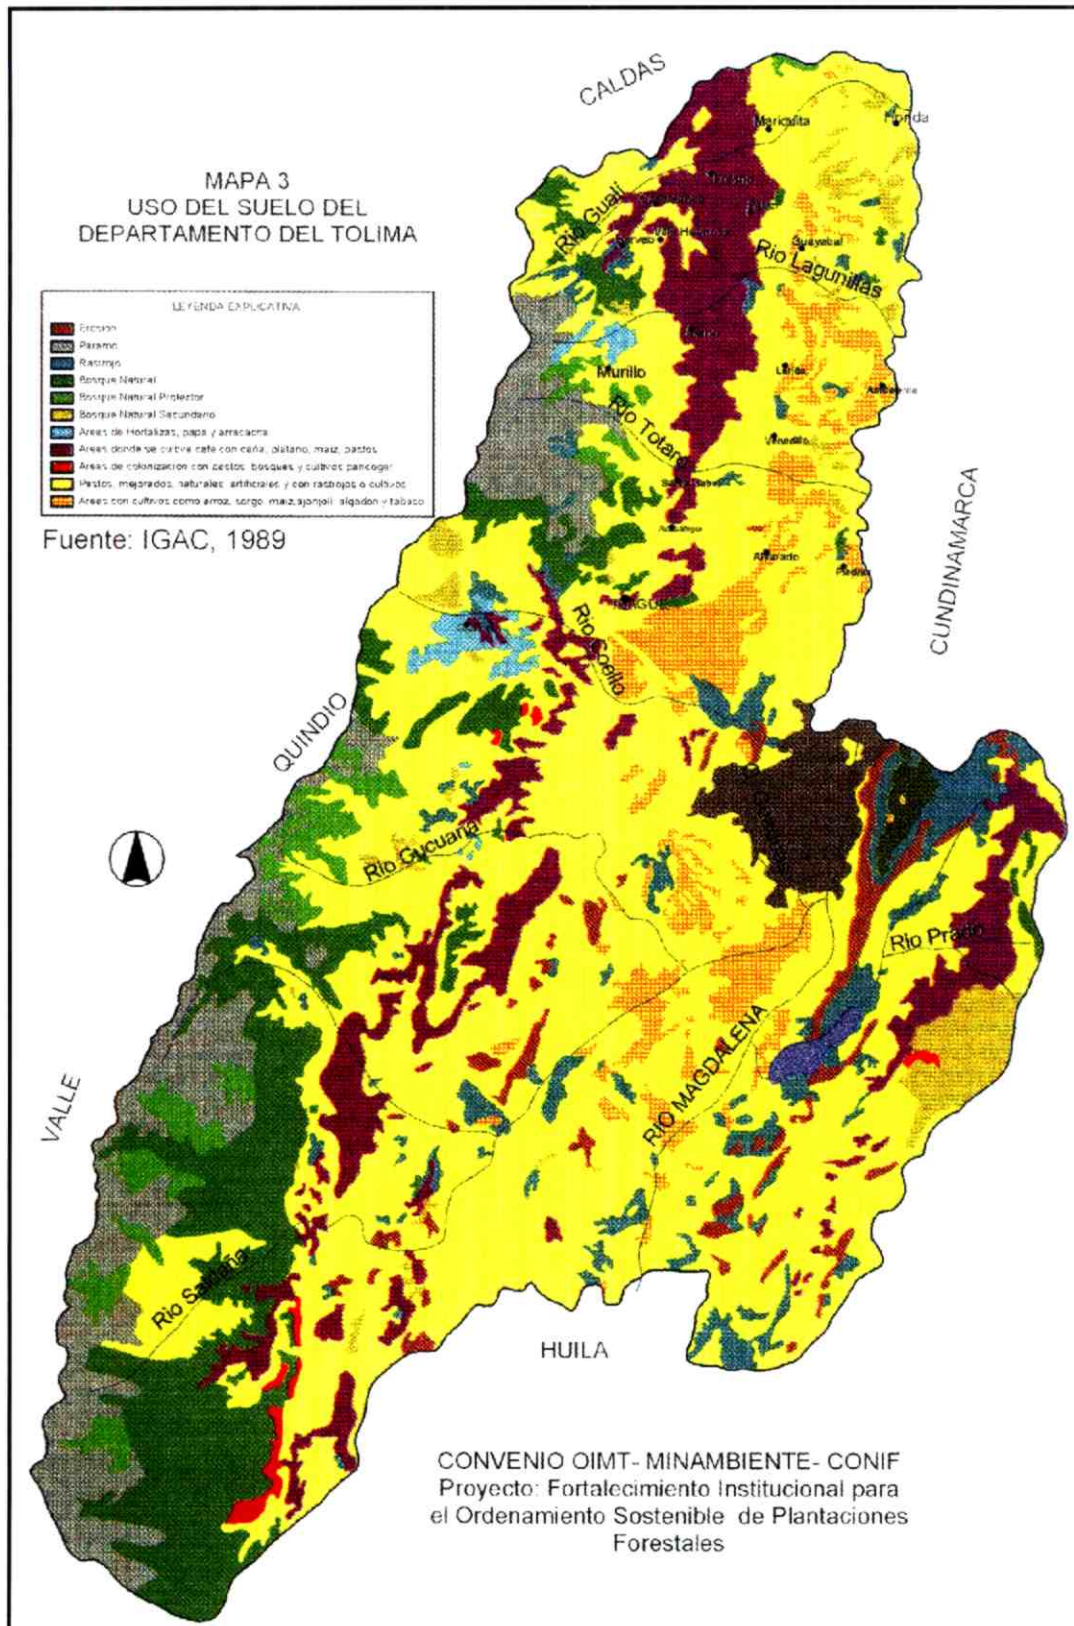 CALDAS
MAPA 3
USO DEL SUELO DEL
DEPARTAMENTO DEL TOLIMA
LEYENDA EXPLICATIVA
Erosion
Paramo
Rastrojo
Bosque Natural
Bosque Natural Protector
Bosque Natural Secundario
Areas de Hortalizas, papa y arracacha
Areas donde se cultiva café con caña, platano, maiz, pastos
Areas de colonizacion con pastos, bosques y cultivos pancoger
Pastos, mejorados, naturales, artificiales y con rastrojos o cultivos
Areas con cultivos como arroz, sorgo, maiz, ajonjoli, algodon y tabaco
Fuente: IGAC, 1989
Mariquita
Honda
Rio Guali
Guayabal
Rio Lagunillas
Murillo
Lerida
Rio Totare
Venadillo
Alvarado
Piedras
Rio Coello
CUNDINAMARCA
QUINDIO
Rio Cucuana
Rio Prado
RIO MAGDALENA
VALLE
Rio Saldaña
HUILA
CONVENIO OIMT- MINAMBIENTE- CONIF
Proyecto: Fortalecimiento Institucional para
el Ordenamiento Sostenible de Plantaciones
Forestales